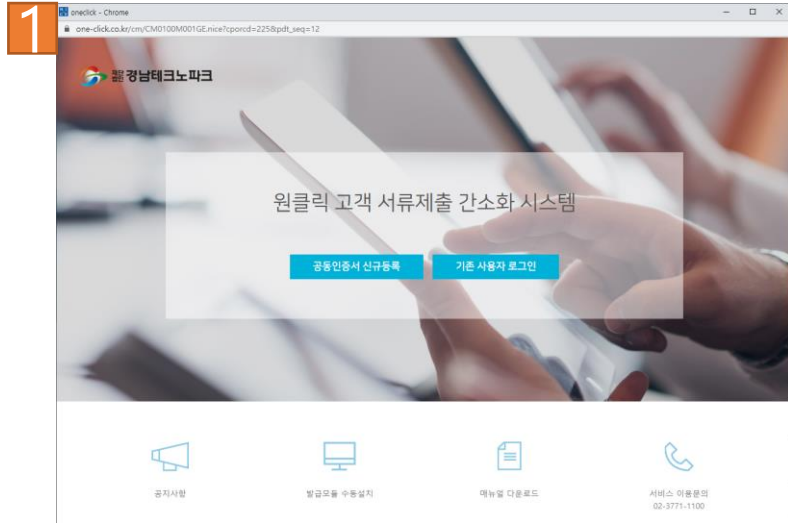 1
oneclick - Chrome
one-click.co.kr/cm/CM0100M001GE.nice?cporcd=225&pdt_seq=12
경남테크노파크
원클릭 고객 서류제출 간소화 시스템
공동인증서 신규등록
기존 사용자 로그인
공지사항
발급모듈 수동설치
메뉴얼 다운로드
서비스 이용문의
02-3771-1100